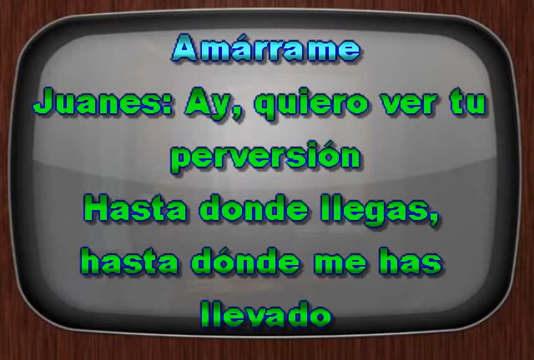 Amárrame
Juanes: Ay, quiero ver tu
perversión
Hasta donde llegas,
hasta dónde me has
llevado